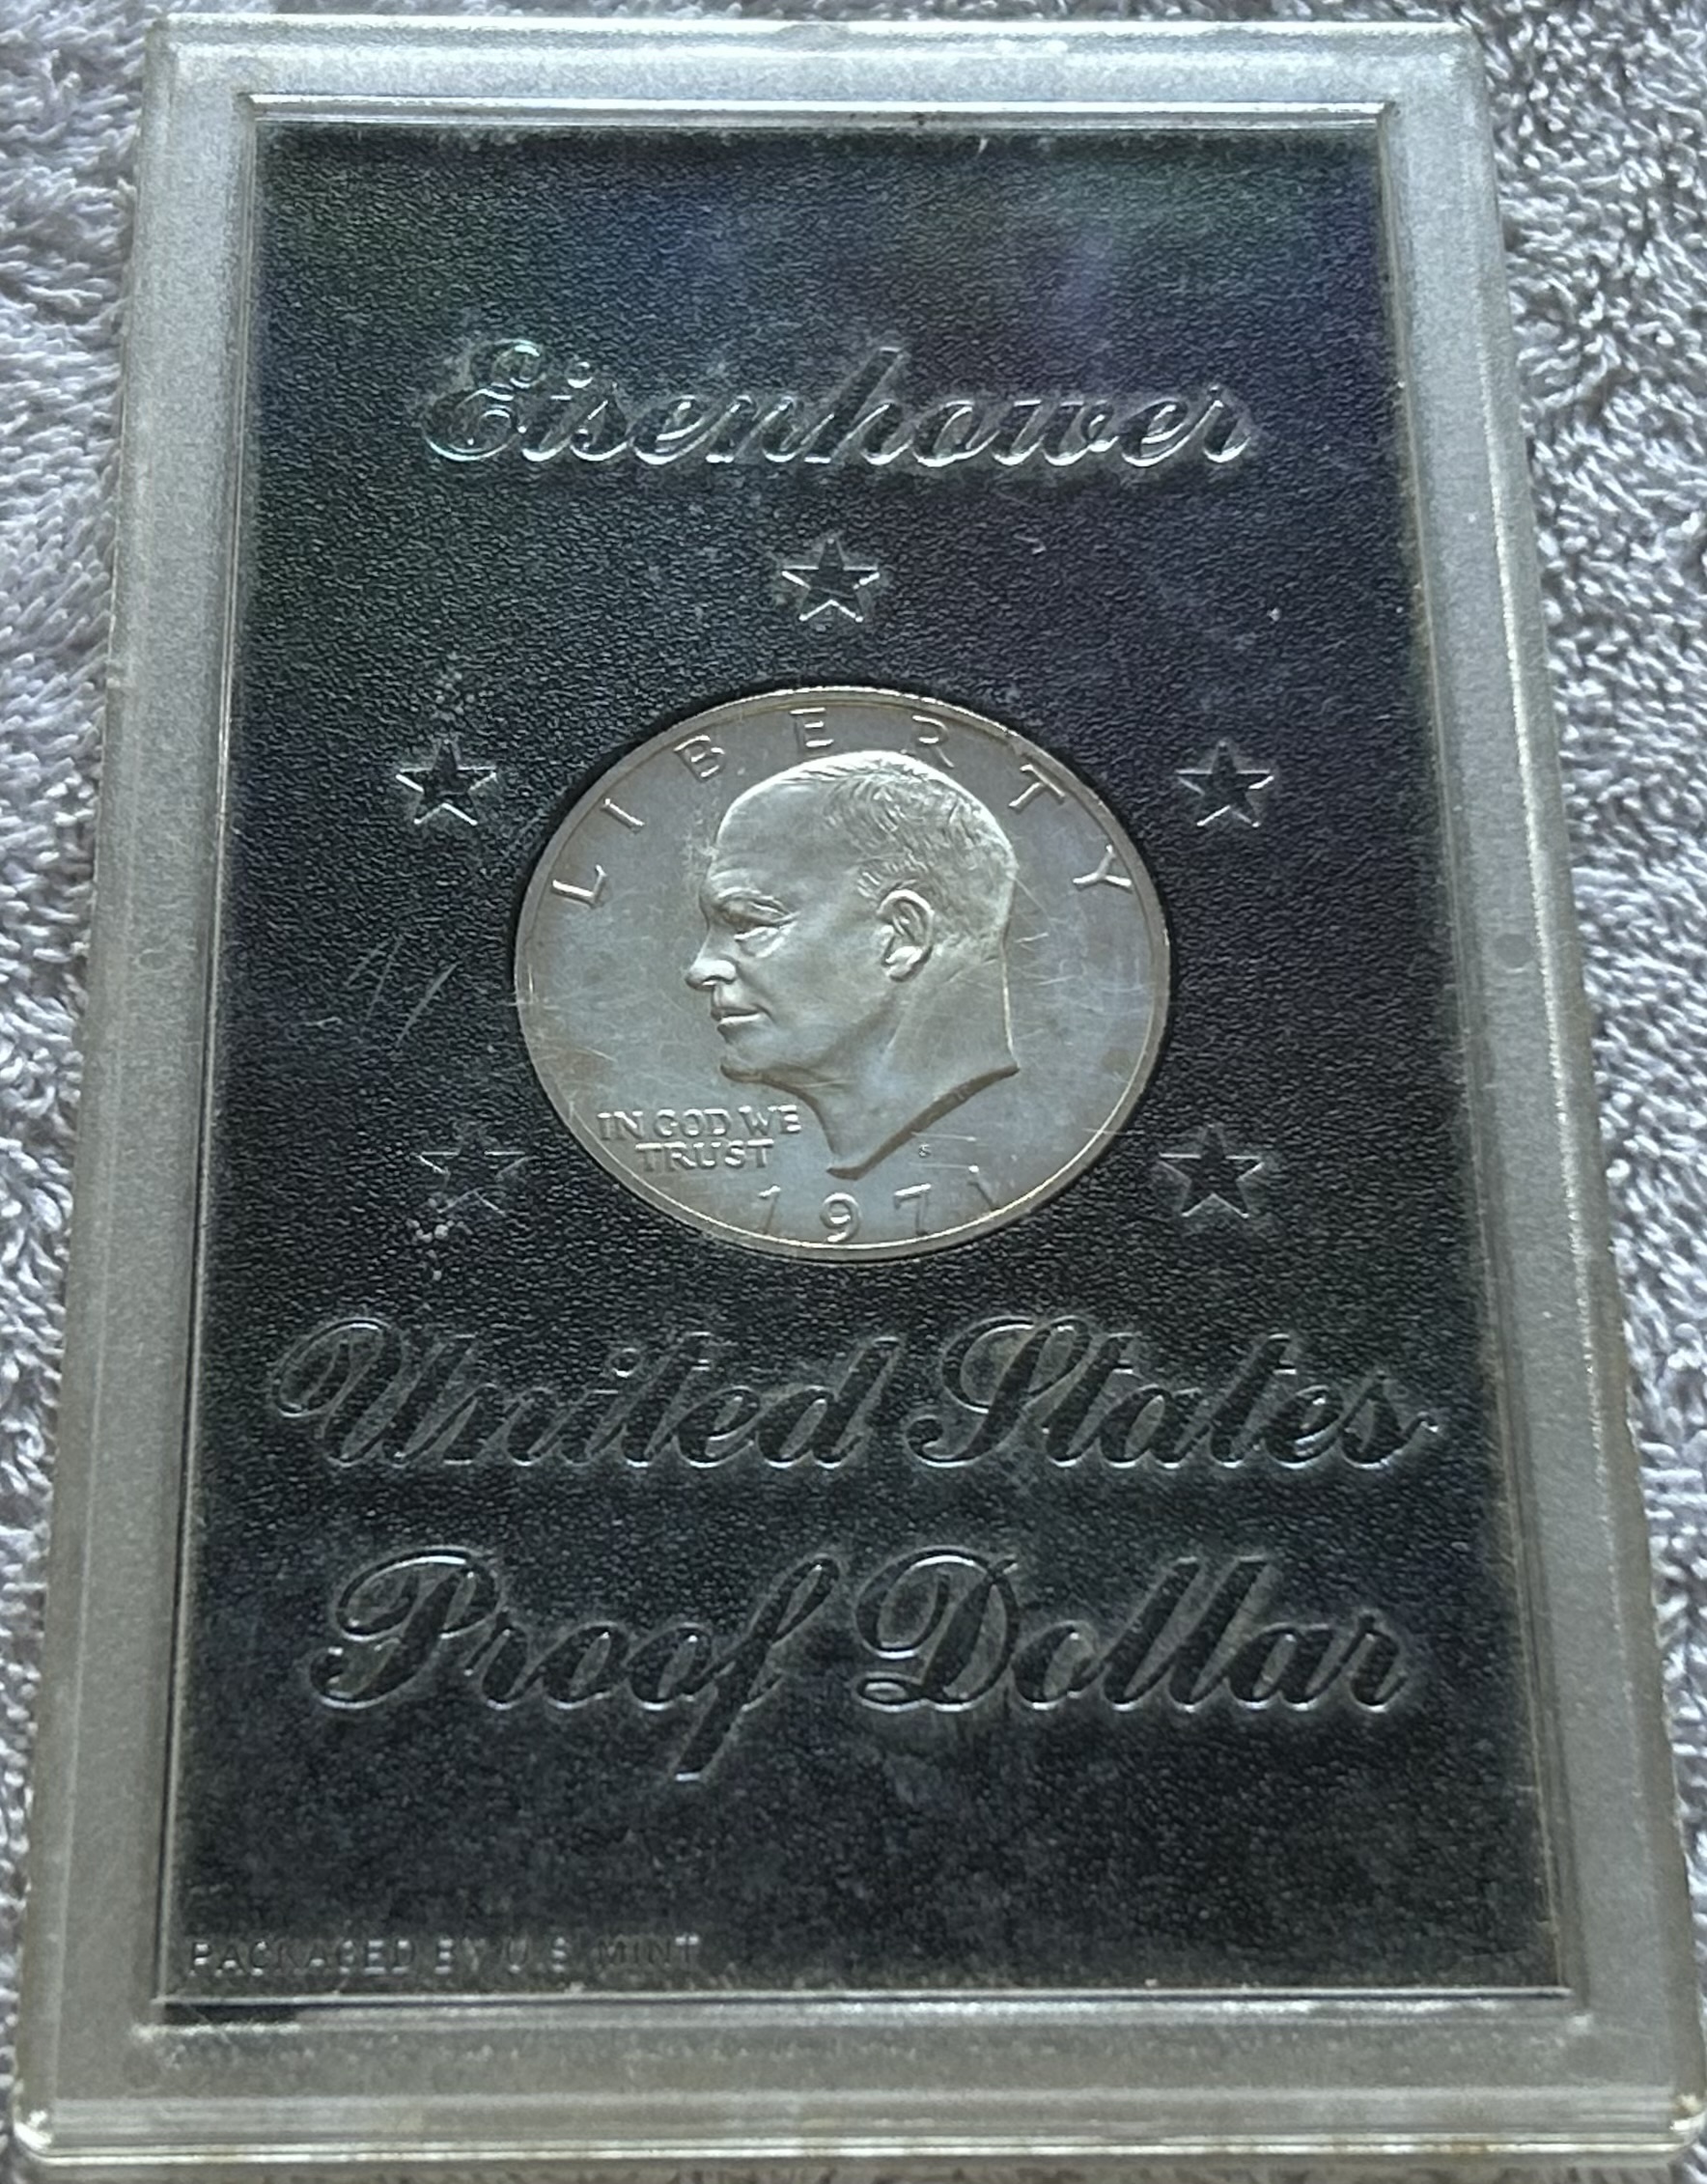 Eisenhower
LIBERTY
IN GOD WE
TRUST
S
1971
United States
Proof Dollar
PACKAGED BY U.S. MINT